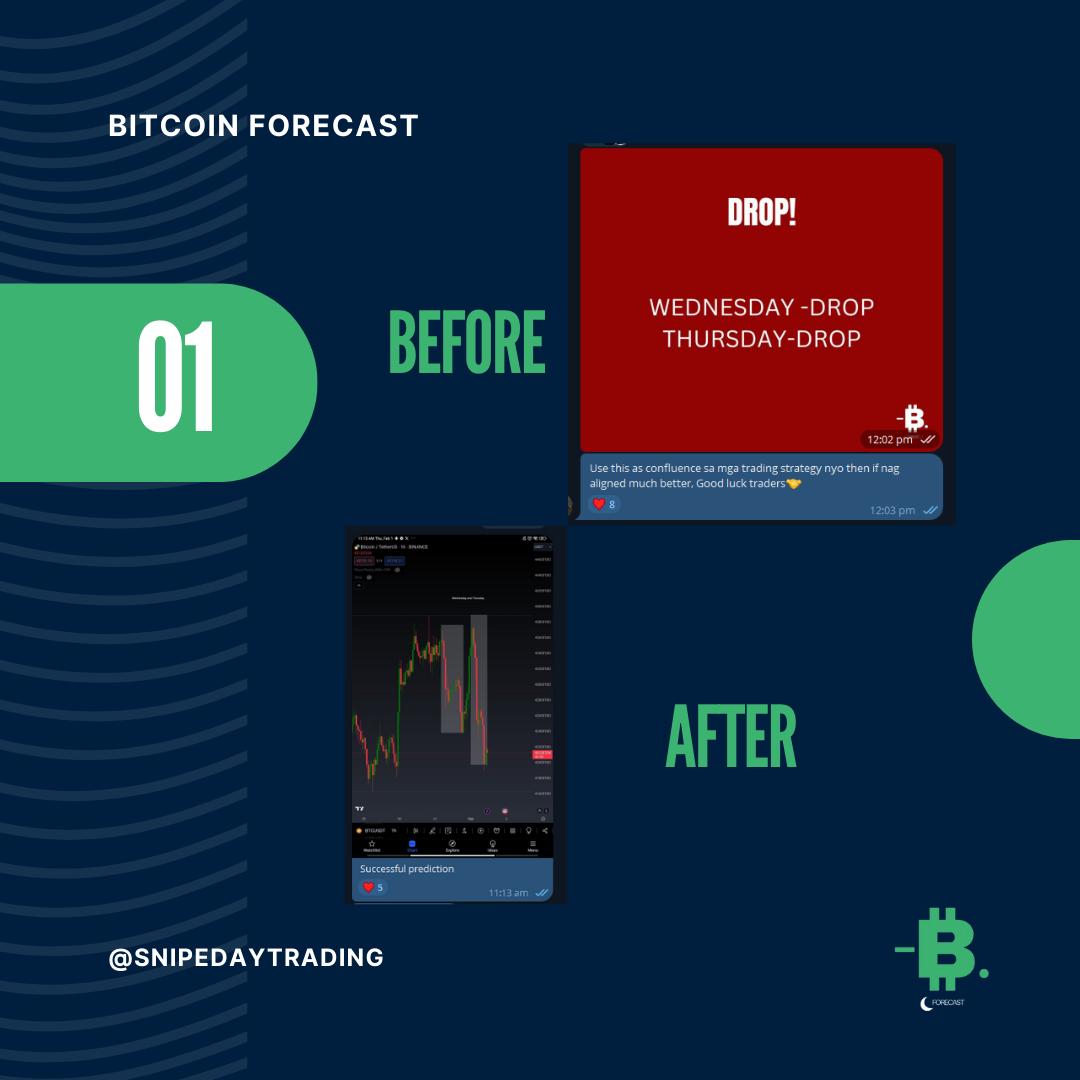 BITCOIN FORECAST
DROP!
WEDNESDAY -DROP
THURSDAY-DROP
12:02 pm
Use this as confluence sa mga trading strategy nyo then if nag
aligned much better, Good luck traders🤝
❤️ 8
12:03 pm
01
BEFORE
11:13 AM Thu, Feb 1
Bitcoin / TetherUS · 1h · BINANCE
Wednesday and Thursday
BTCUSDT 1h
Watchlist
Chart
Explore
Ideas
Menu
Successful prediction
❤️ 5
11:13 am
AFTER
@SNIPEDAYTRADING
-B.
FORECAST